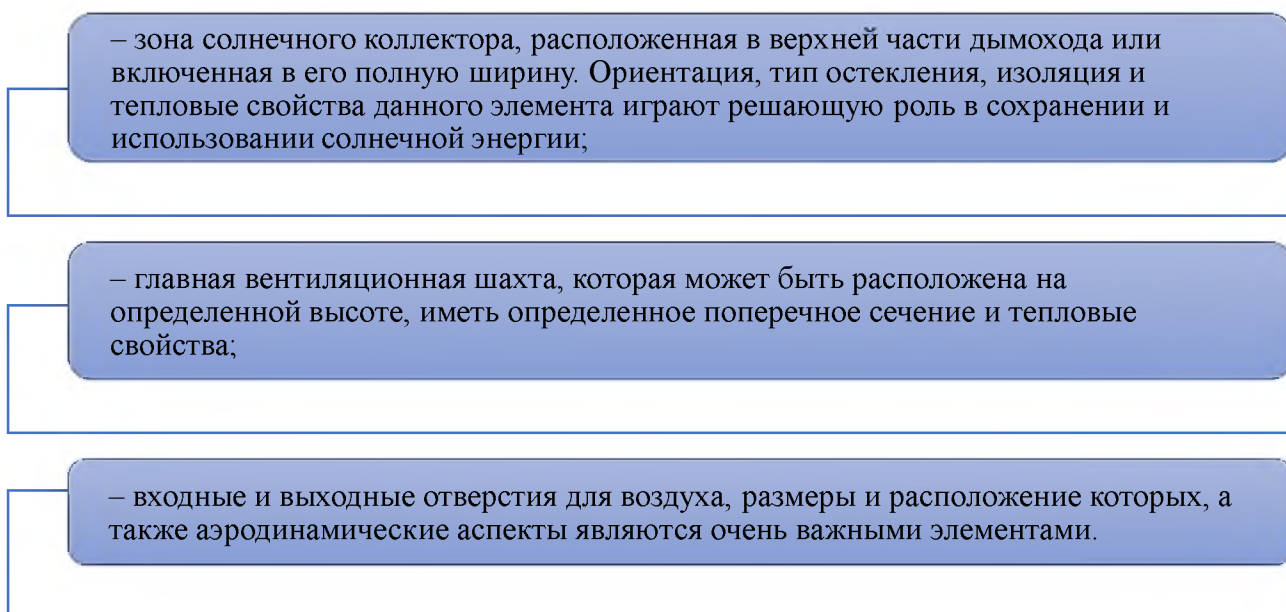 – зона солнечного коллектора, расположенная в верхней части дымохода или
включенная в его полную ширину. Ориентация, тип остекления, изоляция и
тепловые свойства данного элемента играют решающую роль в сохранении и
использовании солнечной энергии;
– главная вентиляционная шахта, которая может быть расположена на
определенной высоте, иметь определенное поперечное сечение и тепловые
свойства;
– входные и выходные отверстия для воздуха, размеры и расположение которых, а
также аэродинамические аспекты являются очень важными элементами.